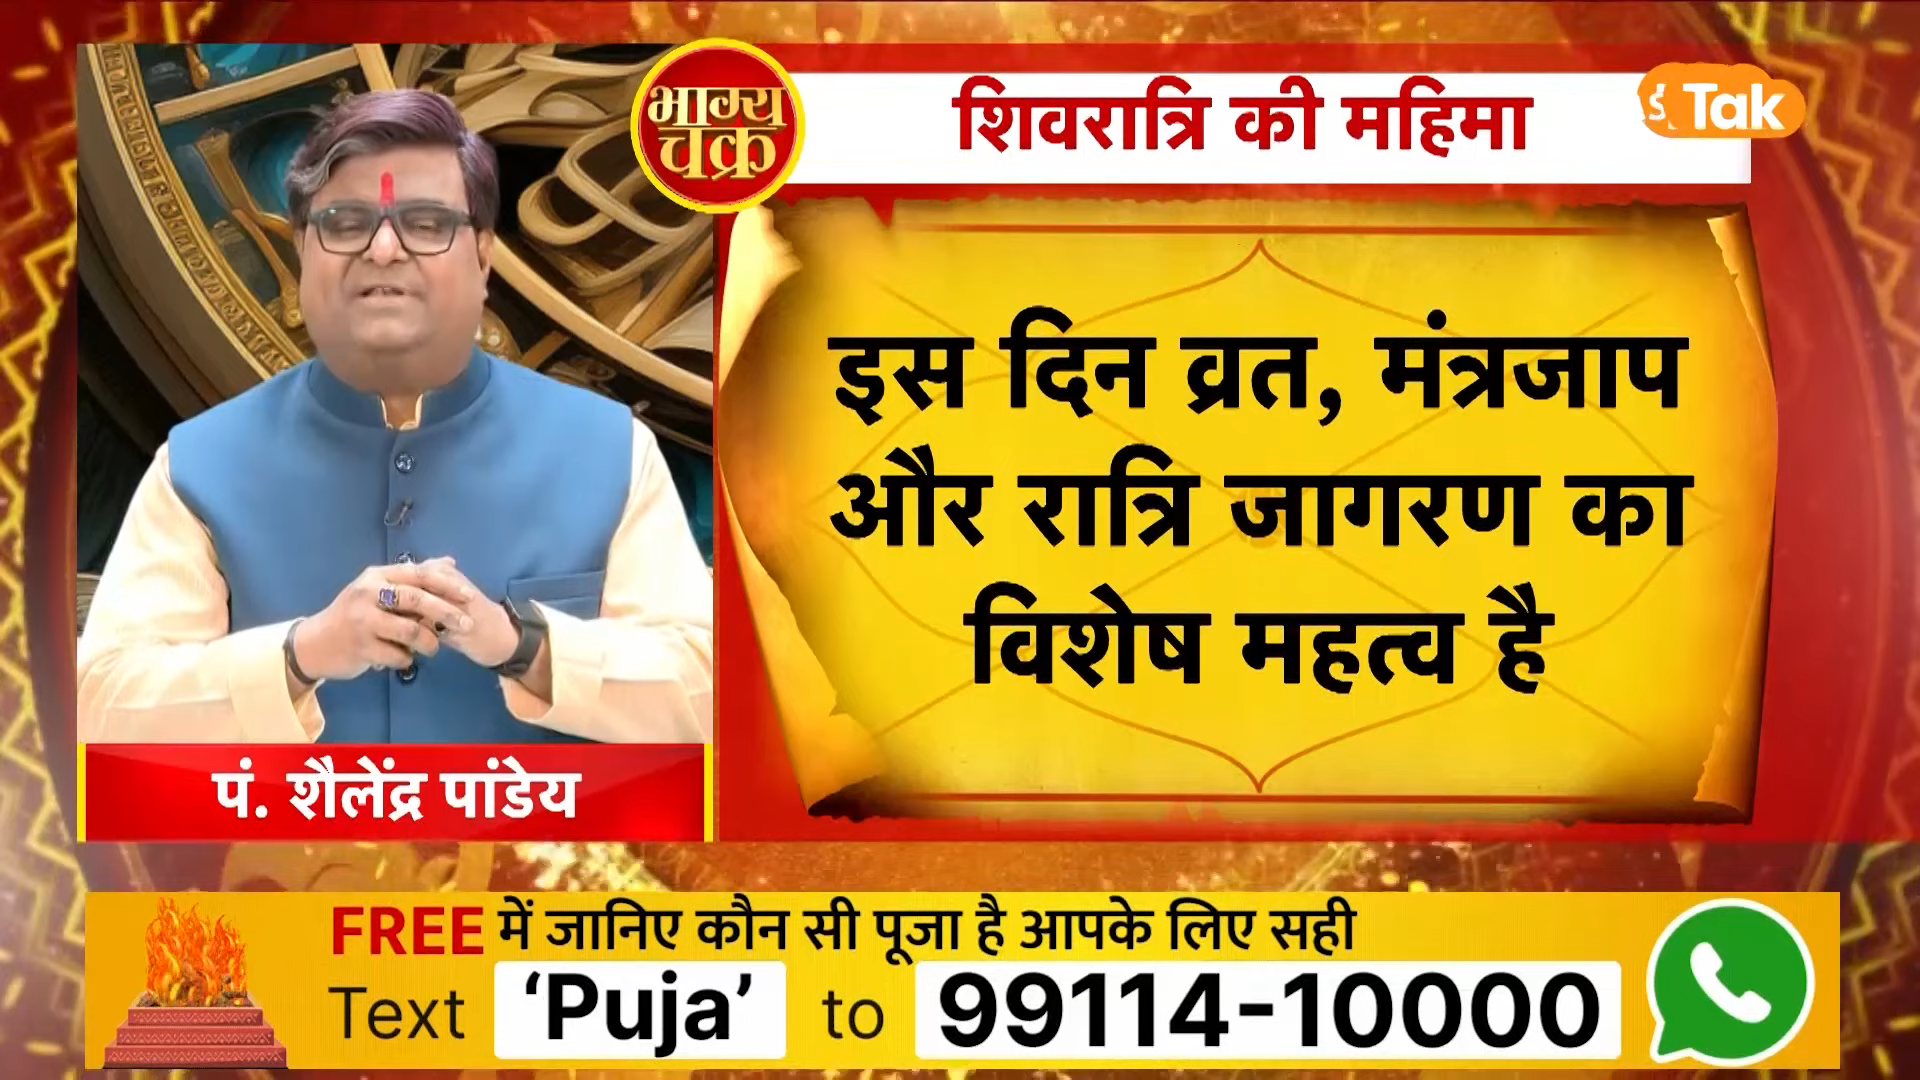 भाग्य
चक्र
शिवरात्रि की महिमा
Tak
इस दिन व्रत, मंत्रजाप
और रात्रि जागरण का
विशेष महत्व है
पं. शैलेंद्र पांडेय
FREE में जानिए कौन सी पूजा है आपके लिए सही
Text 'Puja' to 99114-10000